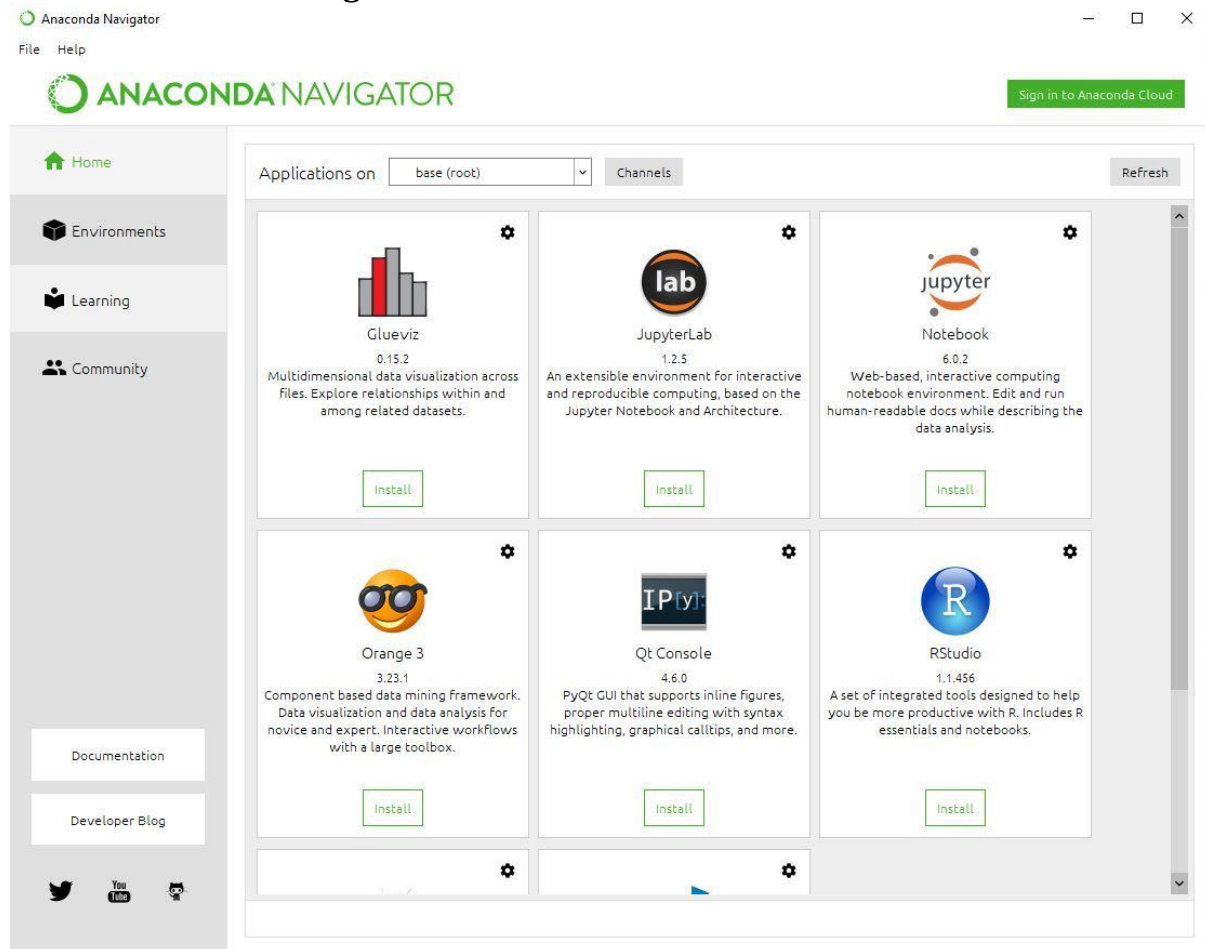 Anaconda Navigator
File Help
ANACONDA NAVIGATOR
Sign in to Anaconda Cloud
Home
Environments
Learning
Community
Documentation
Developer Blog
You
Tube
Applications on base (root) Channels Refresh
Glueviz
0.15.2
Multidimensional data visualization across
files. Explore relationships within and
among related datasets.
Install
lab
JupyterLab
1.2.5
An extensible environment for interactive
and reproducible computing, based on the
Jupyter Notebook and Architecture.
Install
jupyter
Notebook
6.0.2
Web-based, interactive computing
notebook environment. Edit and run
human-readable docs while describing the
data analysis.
Install
Orange 3
3.23.1
Component based data mining framework.
Data visualization and data analysis for
novice and expert. Interactive workflows
with a large toolbox.
Install
IP[y]:
Qt Console
4.6.0
PyQt GUI that supports inline figures,
proper multiline editing with syntax
highlighting, graphical calltips, and more.
Install
R
RStudio
1.1.456
A set of integrated tools designed to help
you be more productive with R. Includes R
essentials and notebooks.
Install